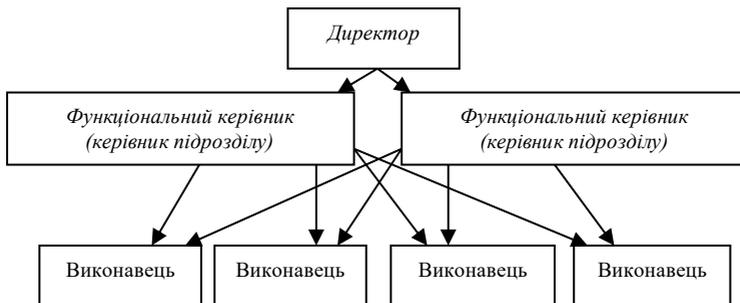 Директор
Функціональний керівник
(керівник підрозділу)
Функціональний керівник
(керівник підрозділу)
Виконавець
Виконавець
Виконавець
Виконавець